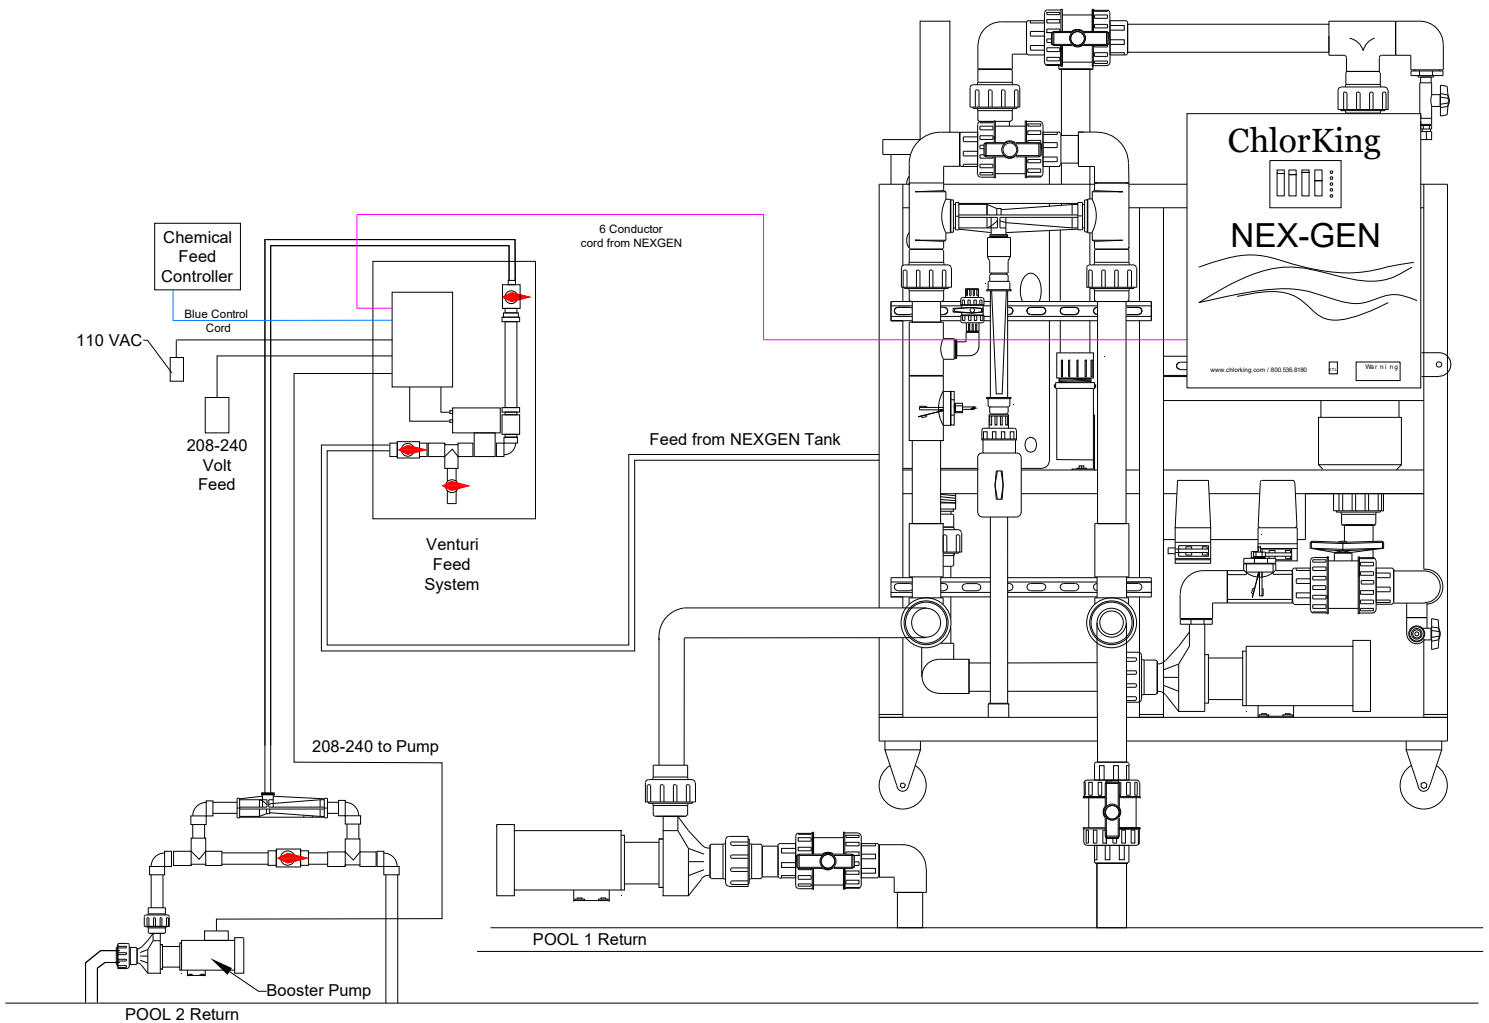 ChlorKing
NEX-GEN
www.chlorking.com / 800.536.8180
Warning
6 Conductor
cord from NEXGEN
Chemical
Feed
Controller
Blue Control
Cord
110 VAC
208-240
Volt
Feed
Feed from NEXGEN Tank
Venturi
Feed
System
208-240 to Pump
POOL 1 Return
Booster Pump
POOL 2 Return